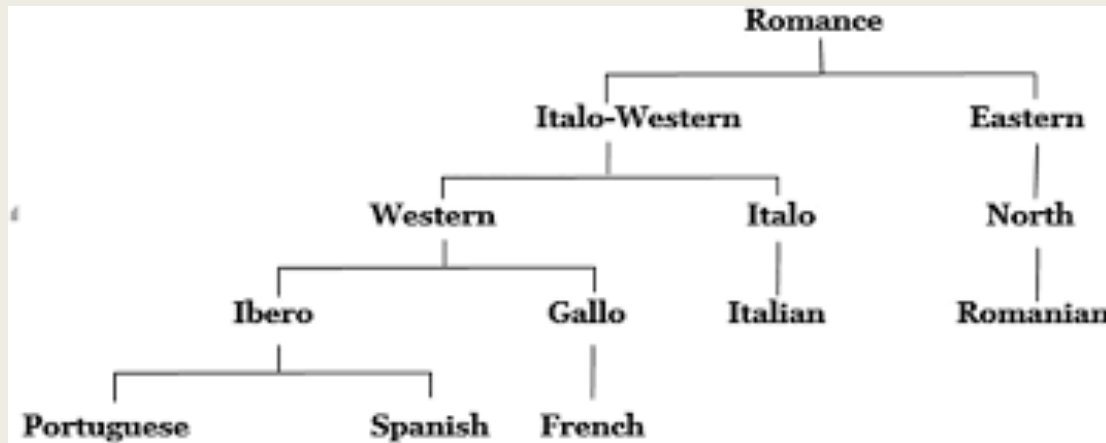 Romance
Italo-Western Eastern
Western Italo North
Ibero Gallo Italian Romanian
Portuguese Spanish French